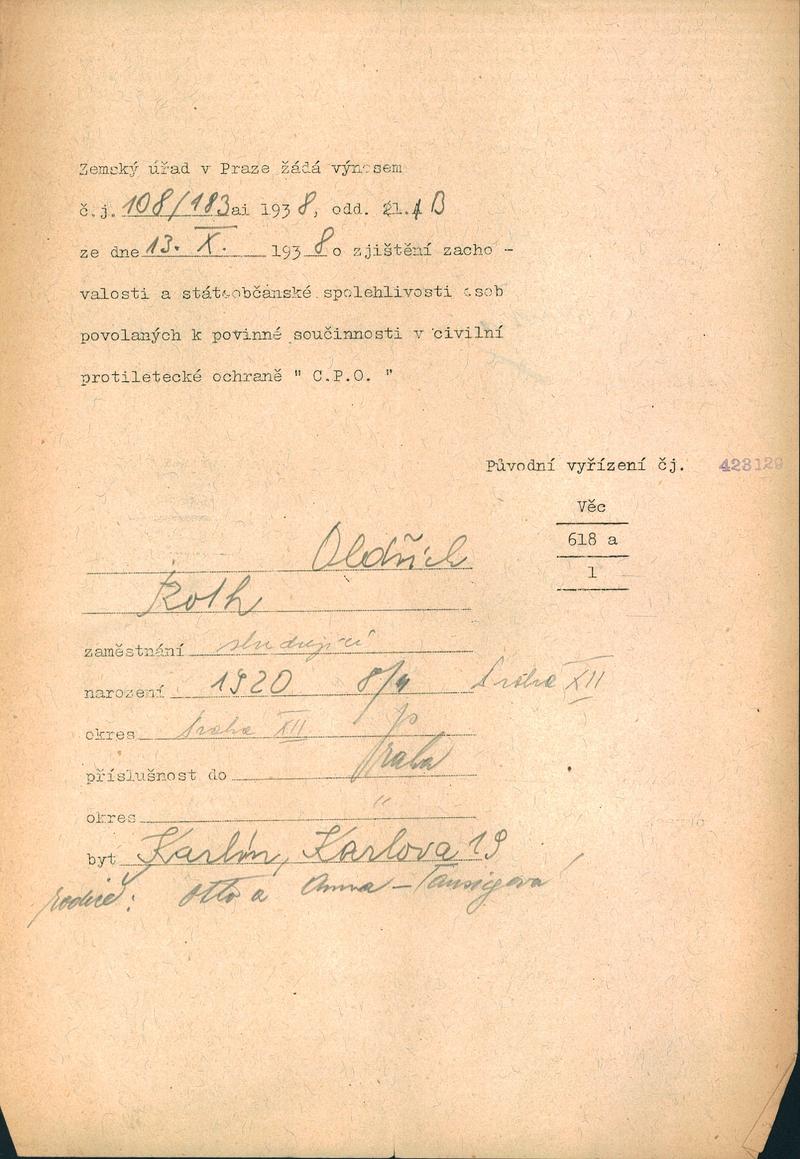 Zemský úřad v Praze žádá výnosem
č.j. 108/183ai 1938, odd. 21. B
ze dne 13. X. 1938 o zjištění zacho -
valosti a státoobčanské spolehlivosti osob
povolaných k povinné součinnosti v civilní
protiletecké ochraně " C.P.O. "
Původní vyřízení čj. 423129
Věc
618 a
1
Oldřich
Roth
zaměstnání studující
narození 1920 8/4 Praha XII
okres Praha XII
příslušnost do Praha
okres "
byt Karlín, Karlova 19
rodiče: Otto a Anna - Tausigova